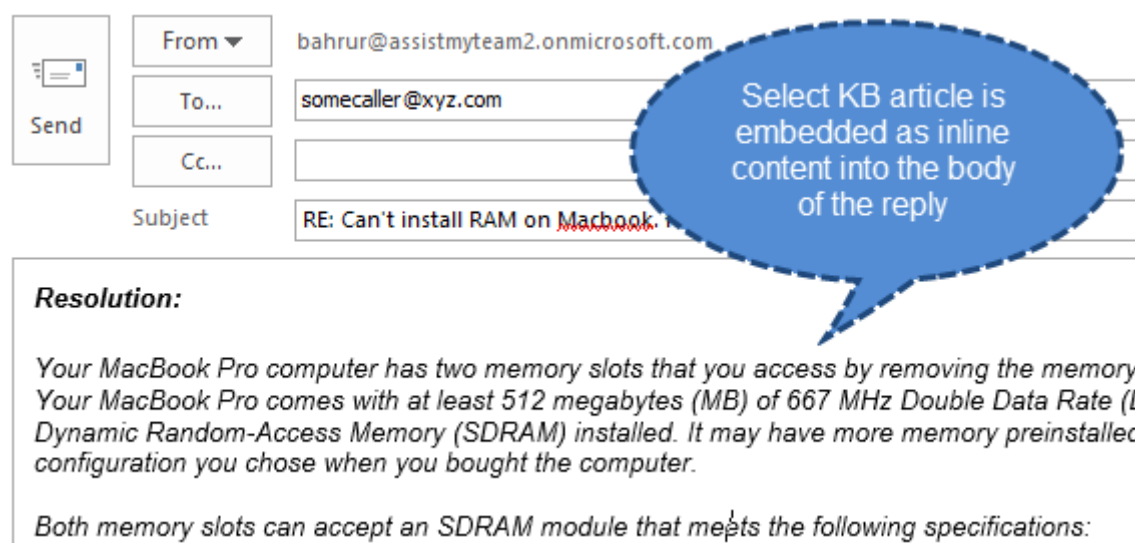 From
bahrur@assistmyteam2.onmicrosoft.com
Send
To...
somecaller@xyz.com
Cc...
Subject
RE: Can't install RAM on Macbook.
Select KB article is
embedded as inline
content into the body
of the reply
Resolution:
Your MacBook Pro computer has two memory slots that you access by removing the memory
Your MacBook Pro comes with at least 512 megabytes (MB) of 667 MHz Double Data Rate (
Dynamic Random-Access Memory (SDRAM) installed. It may have more memory preinstalled
configuration you chose when you bought the computer.
Both memory slots can accept an SDRAM module that meets the following specifications: